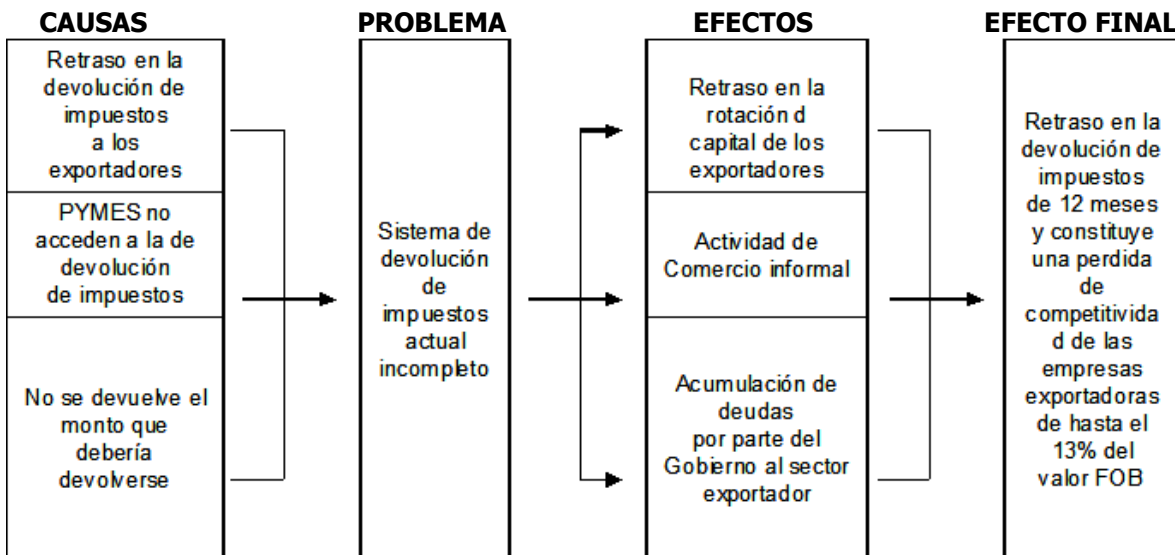 CAUSAS
PROBLEMA
EFECTOS
EFECTO FINAL
Retraso en la
devolución de
impuestos
a los
exportadores
PYMES no
acceden a la de
devolución
de impuestos
No se devuelve el
monto que
debería
devolverse
Sistema de
devolución
de
impuestos
actual
incompleto
Retraso en la
rotación d
capital de los
exportadores
Actividad de
Comercio informal
Acumulación de
deudas
por parte del
Gobierno al sector
exportador
Retraso en la
devolución de
impuestos
de 12 meses
y constituye
una perdida
de
competitivida
d de las
empresas
exportadoras
de hasta el
13% del
valor FOB